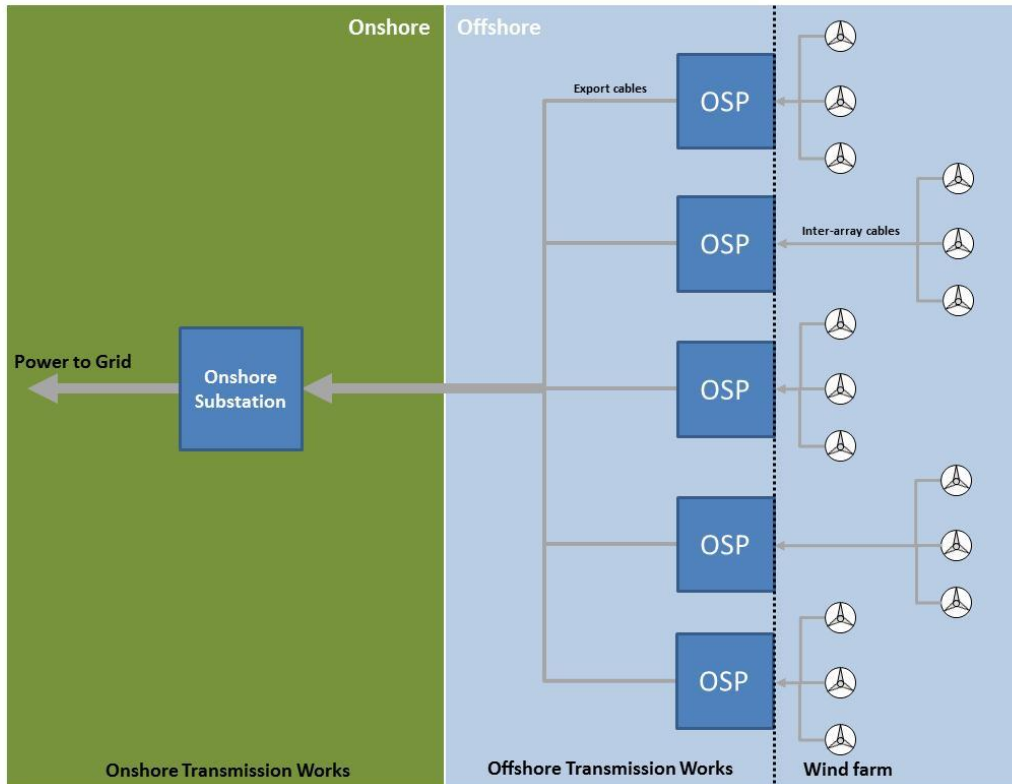 Onshore
Offshore
Export cables
OSP
OSP
Inter-array cables
OSP
Power to Grid
Onshore
Substation
OSP
OSP
Onshore Transmission Works
Offshore Transmission Works
Wind farm